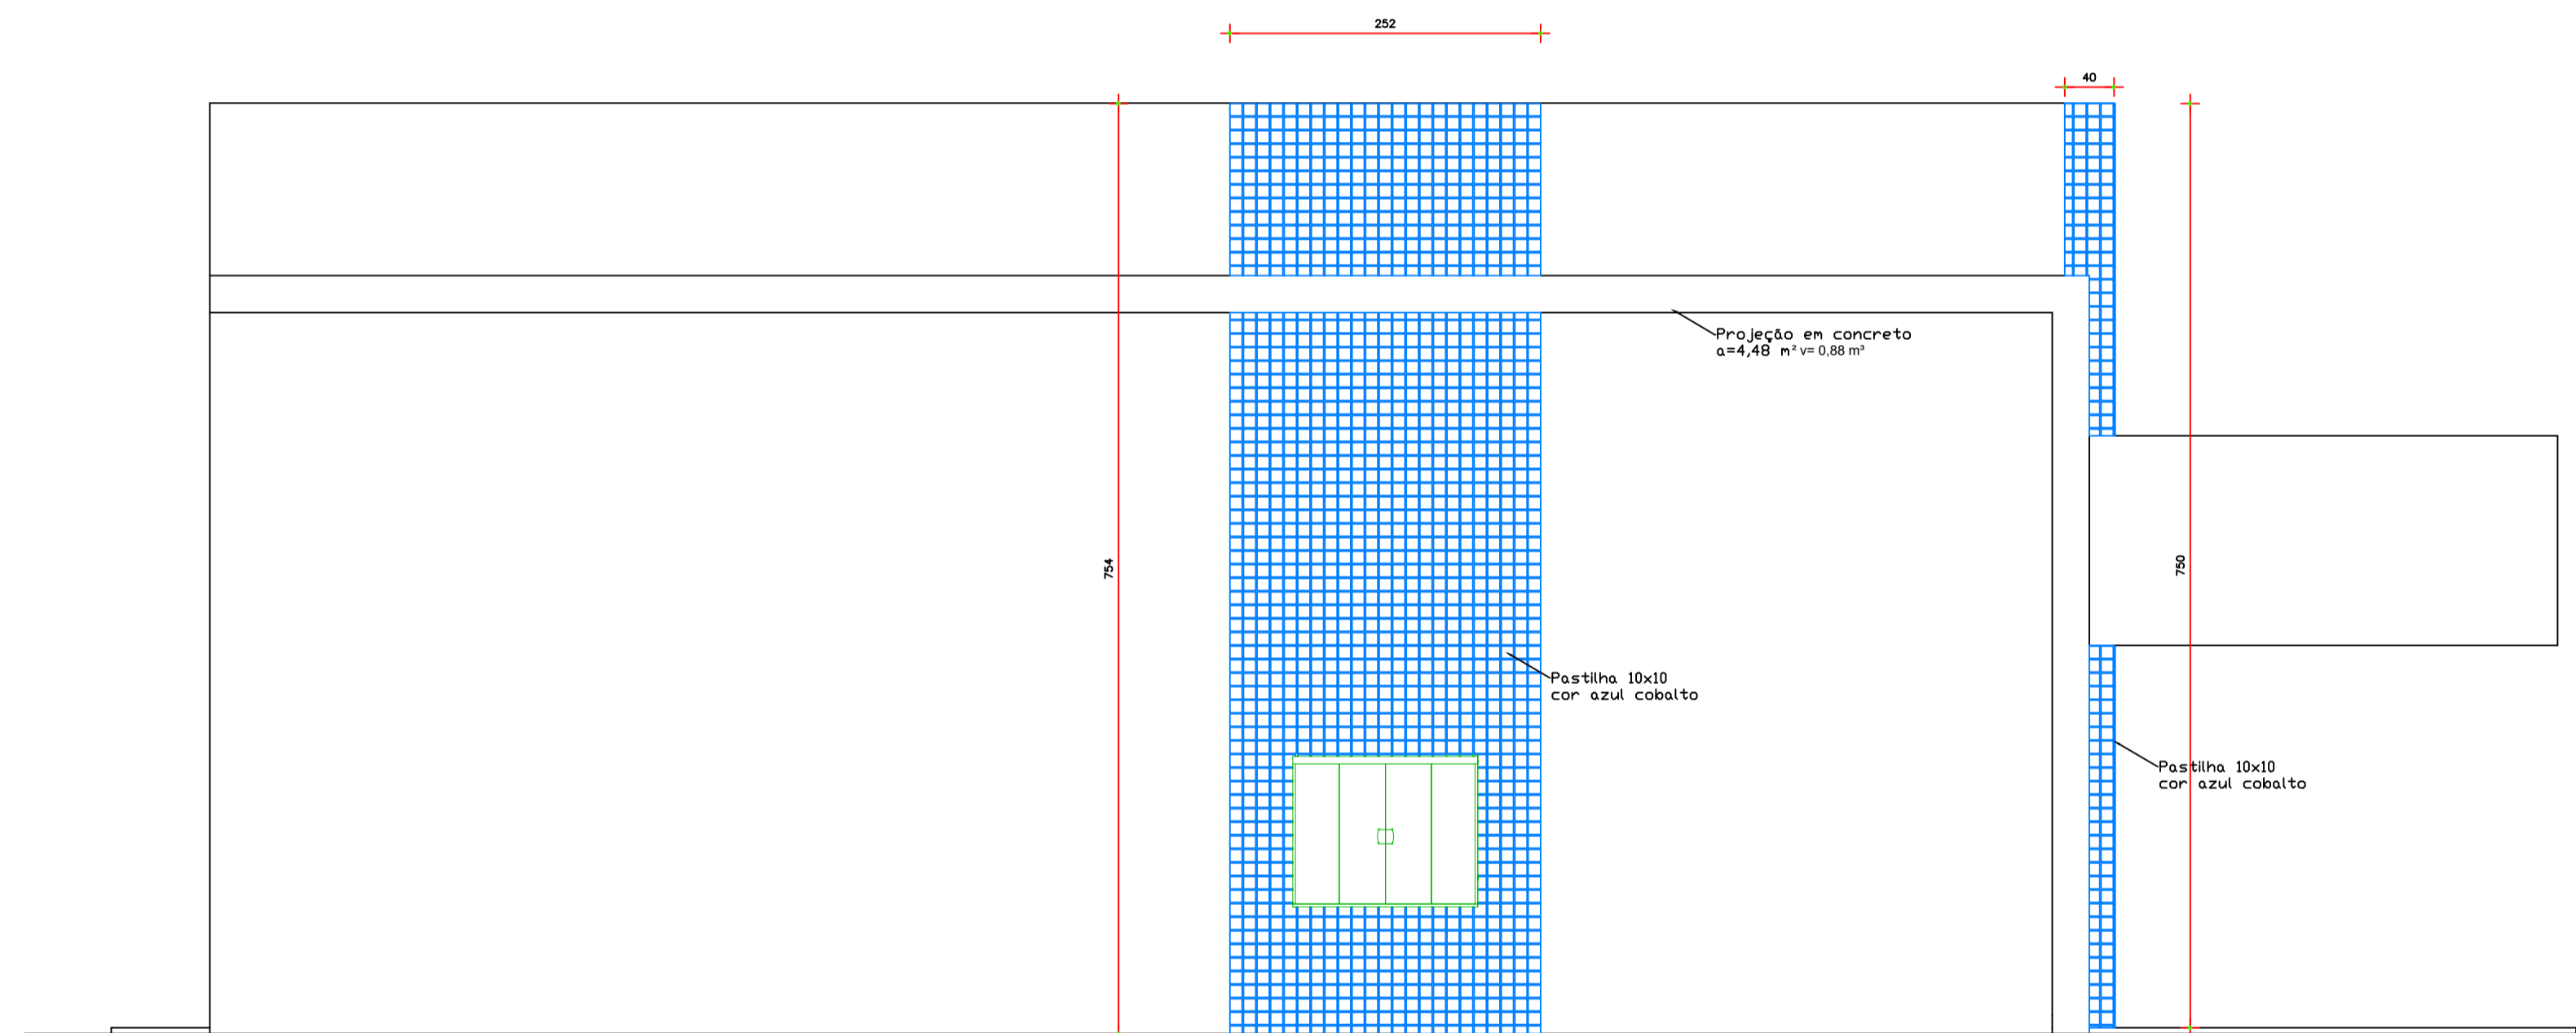 252
40
Projeção em concreto
a=4,48 m² v= 0,88 m³
754
750
Pastilha 10x10
cor azul cobalto
Pastilha 10x10
cor azul cobalto